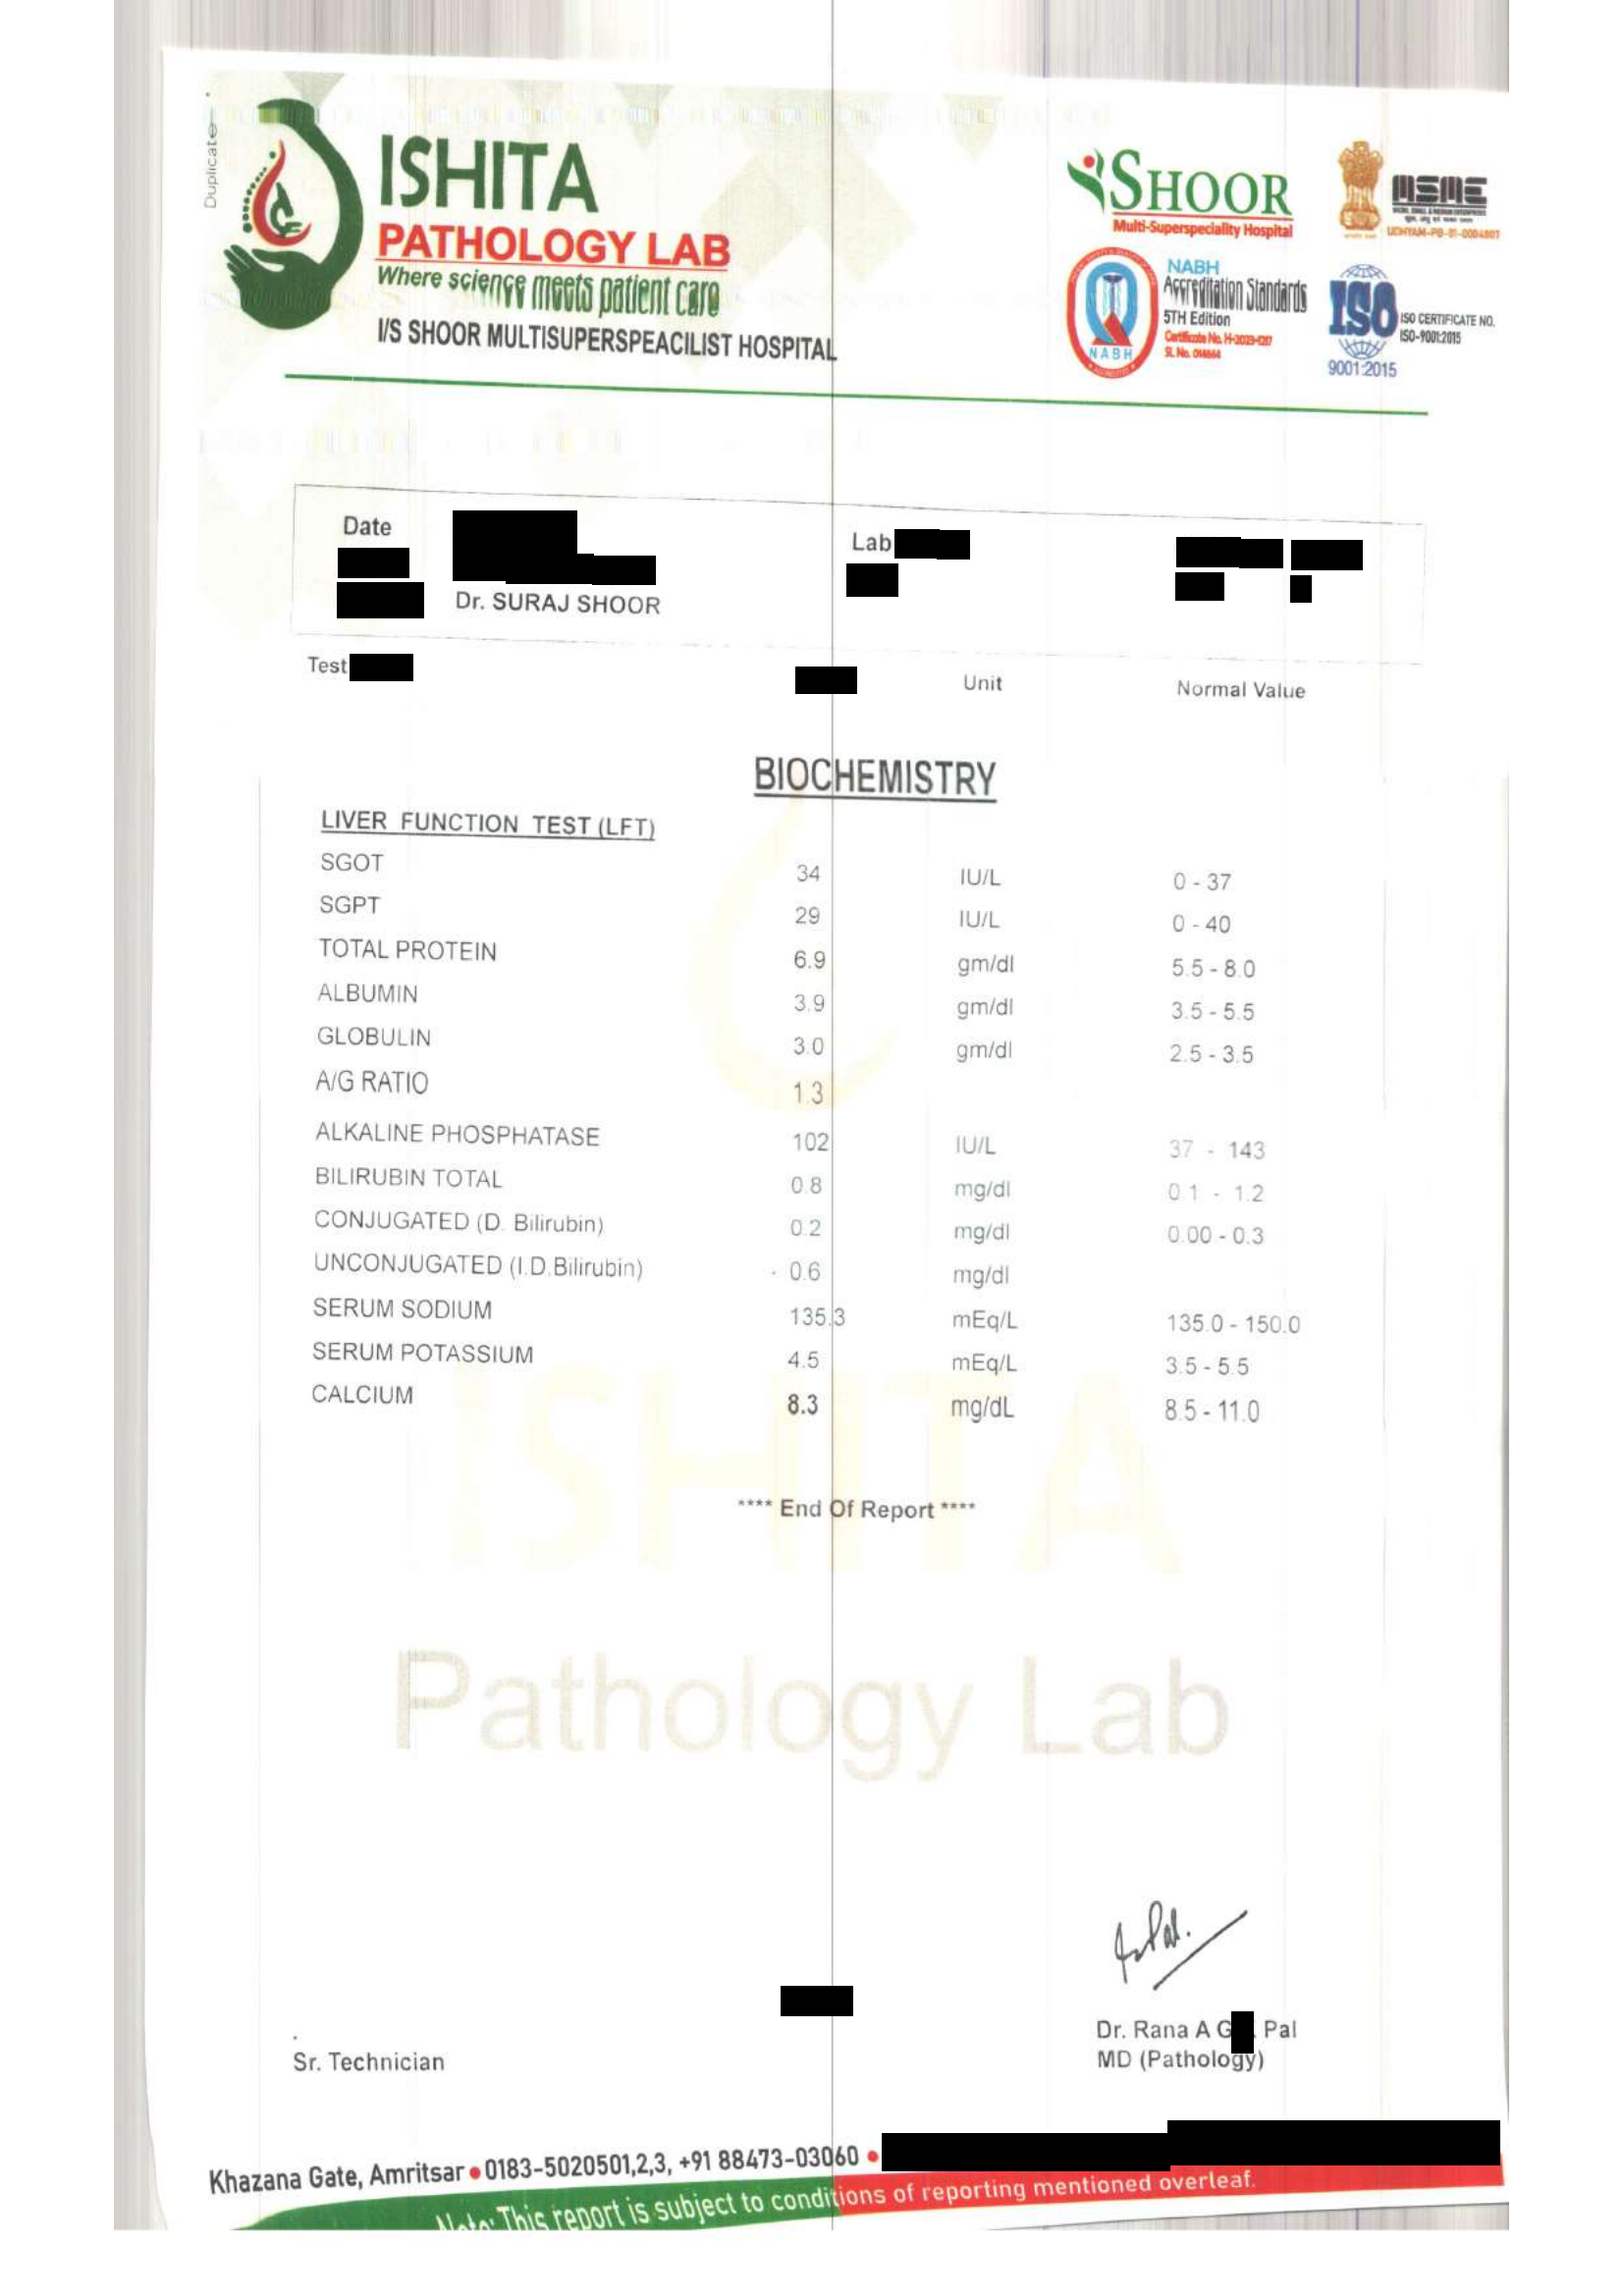 Duplicate
ISHITA
PATHOLOGY LAB
Where science meets patient care
I/S SHOOR MULTISUPERSPEACILIST HOSPITAL
SHOOR
Multi-Superspeciality Hospital
MSME
UDHYAM-PB-01-0004807
NABH
NABH
Accreditation Standards
5TH Edition
Certificate No. H-2023-1217
SL No. 014664
ISO
9001:2015
ISO CERTIFICATE NO.
ISO-9001:2015
Date Lab
Dr. SURAJ SHOOR
Test Unit Normal Value
BIOCHEMISTRY
LIVER FUNCTION TEST (LFT)
SGOT 34 IU/L 0 - 37
SGPT 29 IU/L 0 - 40
TOTAL PROTEIN 6.9 gm/dl 5.5 - 8.0
ALBUMIN 3.9 gm/dl 3.5 - 5.5
GLOBULIN 3.0 gm/dl 2.5 - 3.5
A/G RATIO 1.3
ALKALINE PHOSPHATASE 102 IU/L 37 - 143
BILIRUBIN TOTAL 0.8 mg/dl 0.1 - 1.2
CONJUGATED (D. Bilirubin) 0.2 mg/dl 0.00 - 0.3
UNCONJUGATED (I.D.Bilirubin) 0.6 mg/dl
SERUM SODIUM 135.3 mEq/L 135.0 - 150.0
SERUM POTASSIUM 4.5 mEq/L 3.5 - 5.5
CALCIUM 8.3 mg/dL 8.5 - 11.0
**** End Of Report ****
ISHITA
Pathology Lab
Dr. Rana A G Pal
MD (Pathology)
Sr. Technician
Khazana Gate, Amritsar • 0183-5020501,2,3, +91 88473-03060 •
Note: This report is subject to conditions of reporting mentioned overleaf.